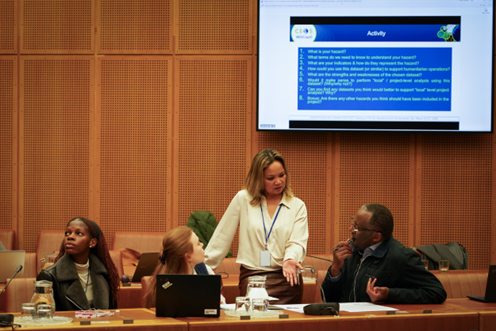 CEOS
Activity
1. What is your hazard?
2. What terms do we need to know to understand your hazard?
3. What are your indicators & how do they represent the hazard?
4. How could you use this dataset (or similar) to support humanitarian operations?
5. What are the strengths and weaknesses of the chosen dataset?
6. Would it make sense to perform "local" / project-level analysis using this
dataset? (Why/why not?)
7. Can you find any datasets you think would better to support "local" level project
analysis? Why?
8. Bonus: Are there any other hazards you think should have been included in the
project?